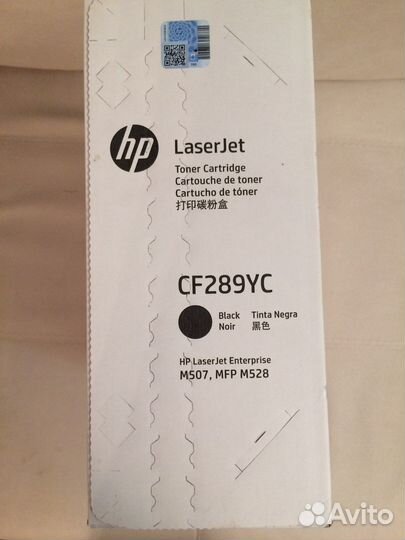 hp
LaserJet
Toner Cartridge
Cartouche de toner
Cartucho de tóner
打印碳粉盒
CF289YC
Black Tinta Negra
Noir 黑色
HP LaserJet Enterprise
M507, MFP M528
Avito